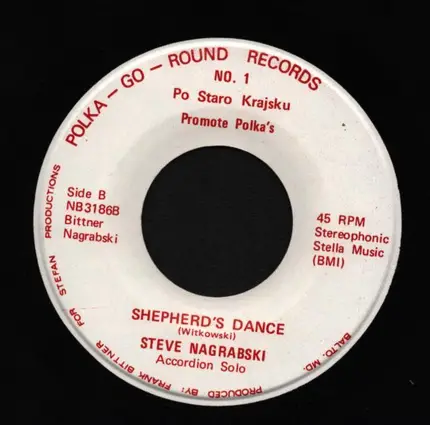 POLKA - GO - ROUND RECORDS
NO. 1
Po Staro Krajsku
Promote Polka's
Side B
NB3186B
Bittner
Nagrabski
45 RPM
Stereophonic
Stella Music
(BMI)
SHEPHERD'S DANCE
(Witkowski)
STEVE NAGRABSKI
Accordion Solo
PRODUCED BY FRANK BITTNER FOR STEFAN PRODUCTIONS
BALTO. MD.